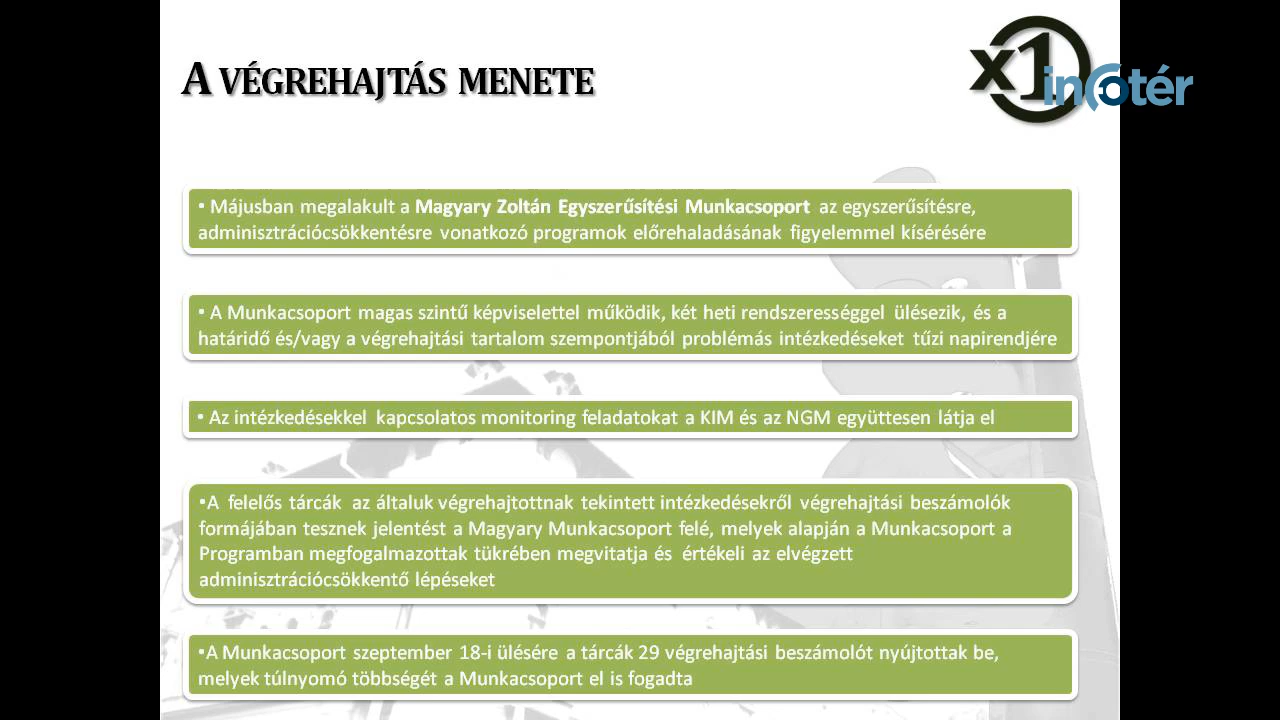 A VÉGREHAJTÁS MENETE
x1
infotér
• Májusban megalakult a Magyary Zoltán Egyszerűsítési Munkacsoport az egyszerűsítésre,
adminisztrációcsökkentésre vonatkozó programok előrehaladásának figyelemmel kísérésére
• A Munkacsoport magas szintű képviselettel működik, két heti rendszerességgel ülésezik, és a
határidő és/vagy a végrehajtási tartalom szempontjából problémás intézkedéseket tűzi napirendjére
• Az intézkedésekkel kapcsolatos monitoring feladatokat a KIM és az NGM együttesen látja el
•A felelős tárcák az általuk végrehajtottnak tekintett intézkedésekről végrehajtási beszámolók
formájában tesznek jelentést a Magyary Munkacsoport felé, melyek alapján a Munkacsoport a
Programban megfogalmazottak tükrében megvitatja és értékeli az elvégzett
adminisztrációcsökkentő lépéseket
•A Munkacsoport szeptember 18-i ülésére a tárcák 29 végrehajtási beszámolót nyújtottak be,
melyek túlnyomó többségét a Munkacsoport el is fogadta